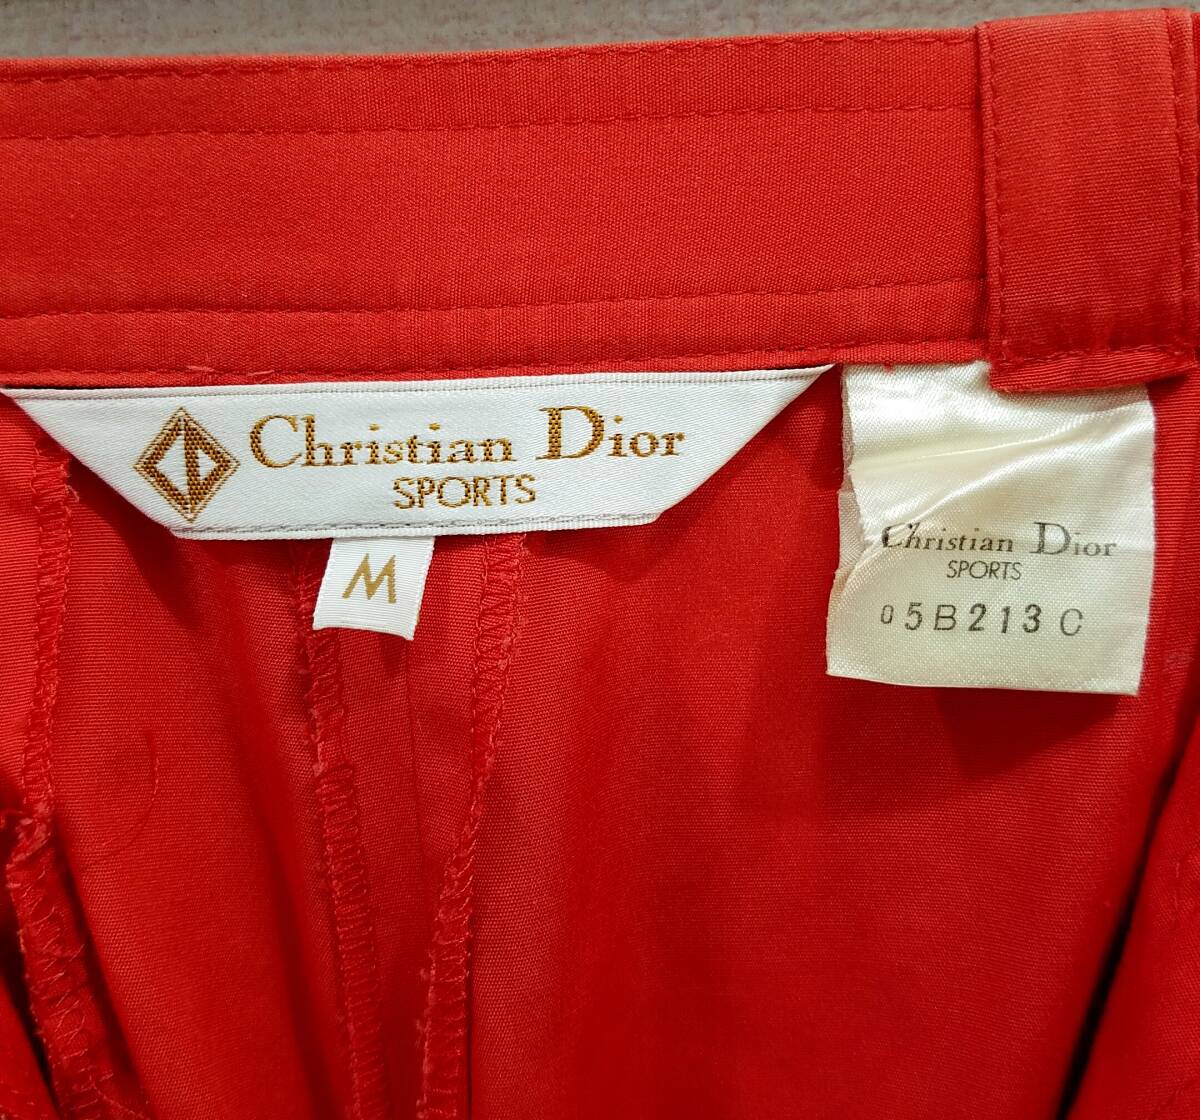 Christian Dior
SPORTS
M
Christian Dior
SPORTS
05B213C